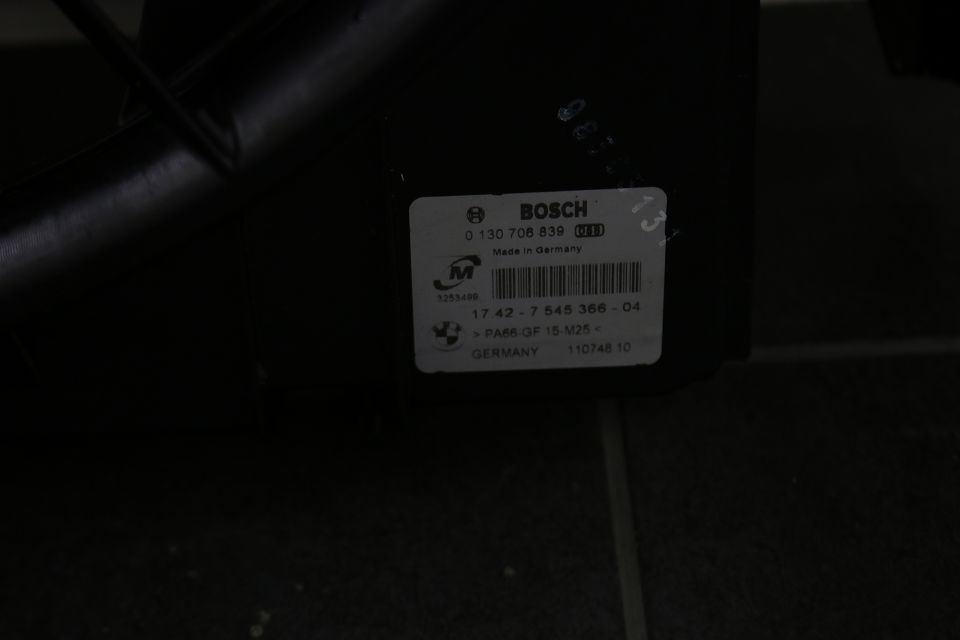 BOSCH
0 130 706 839
Made in Germany
M
3253499
17.42 - 7 545 366 - 04
> PA66-GF 15-M25 <
GERMANY 110748 10